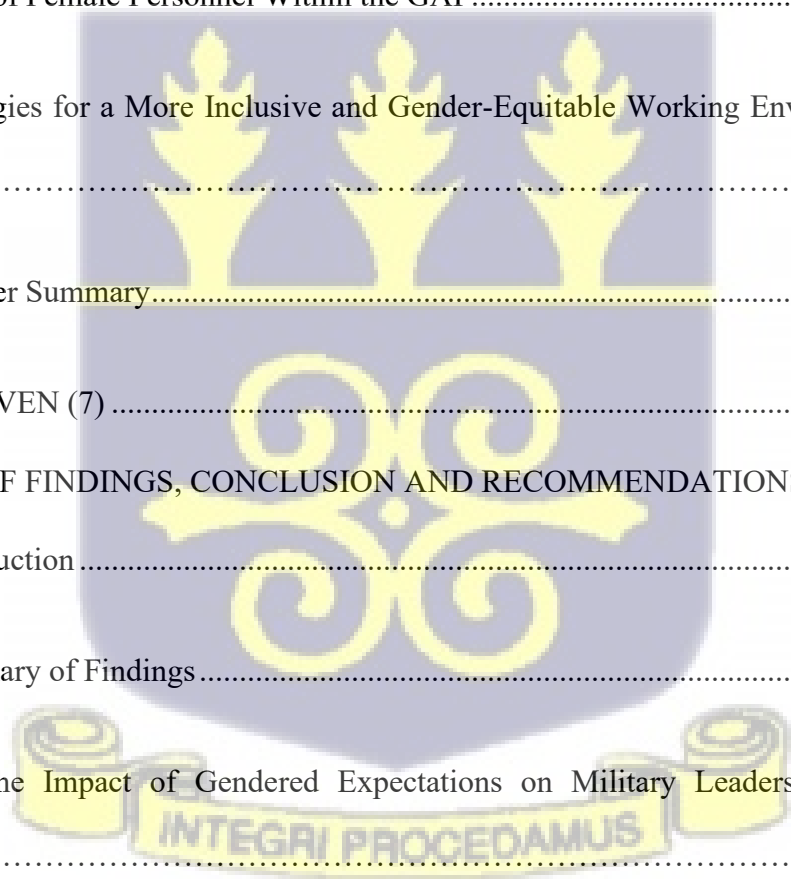 of Female Personnel Within the GAF ........................................
gies for a More Inclusive and Gender-Equitable Working Env
................................................................................
er Summary................................................................................
VEN (7) ................................................................................
F FINDINGS, CONCLUSION AND RECOMMENDATION
uction ................................................................................
ary of Findings ................................................................................
he Impact of Gendered Expectations on Military Leaders
................................................................................
INTEGRI PROCEDAMUS